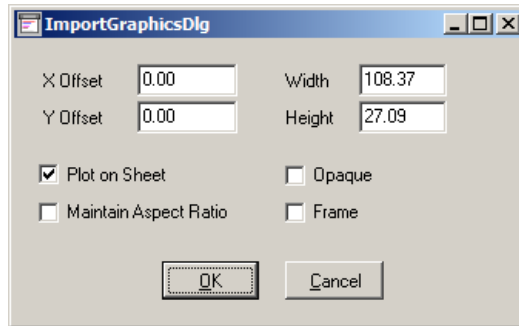 ImportGraphicsDlg
X Offset 0.00 Width 108.37
Y Offset 0.00 Height 27.09
Plot on Sheet Opaque
Maintain Aspect Ratio Frame
OK Cancel